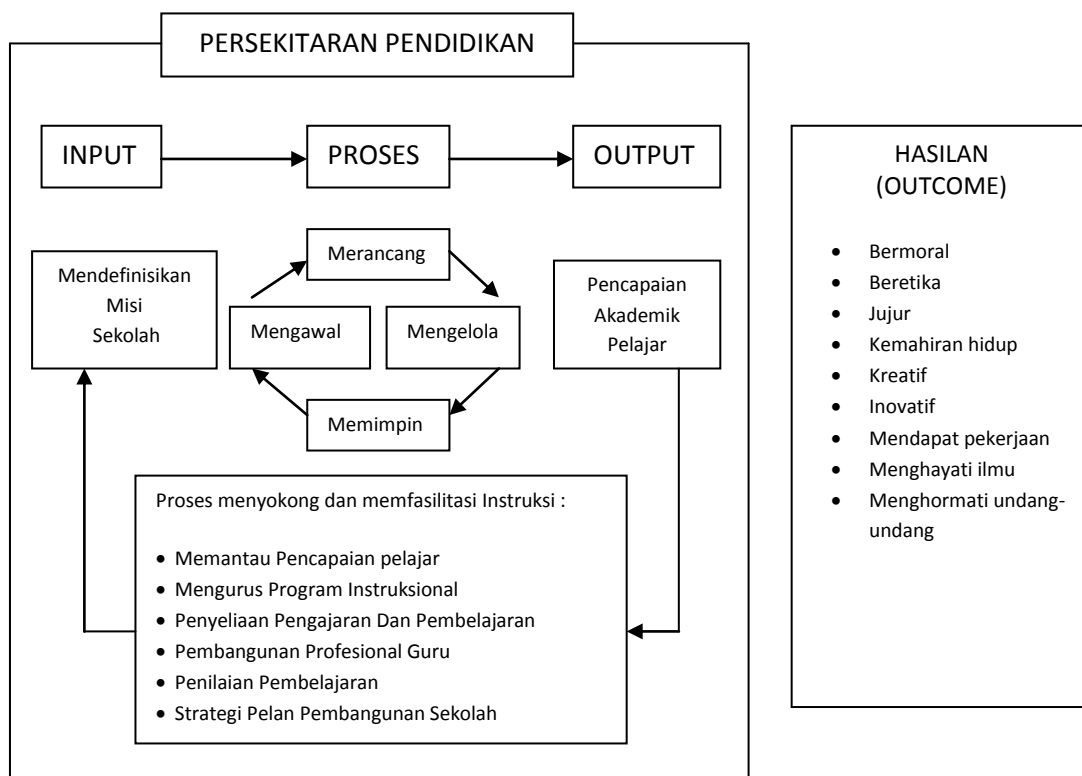 PERSEKITARAN PENDIDIKAN
INPUT
PROSES
OUTPUT
Mendefinisikan
Misi
Sekolah
Merancang
Mengawal
Mengelola
Memimpin
Pencapaian
Akademik
Pelajar
Proses menyokong dan memfasilitasi Instruksi :
• Memantau Pencapaian pelajar
• Mengurus Program Instruksional
• Penyeliaan Pengajaran Dan Pembelajaran
• Pembangunan Profesional Guru
• Penilaian Pembelajaran
• Strategi Pelan Pembangunan Sekolah
HASILAN
(OUTCOME)
• Bermoral
• Beretika
• Jujur
• Kemahiran hidup
• Kreatif
• Inovatif
• Mendapat pekerjaan
• Menghayati ilmu
• Menghormati undang-
undang